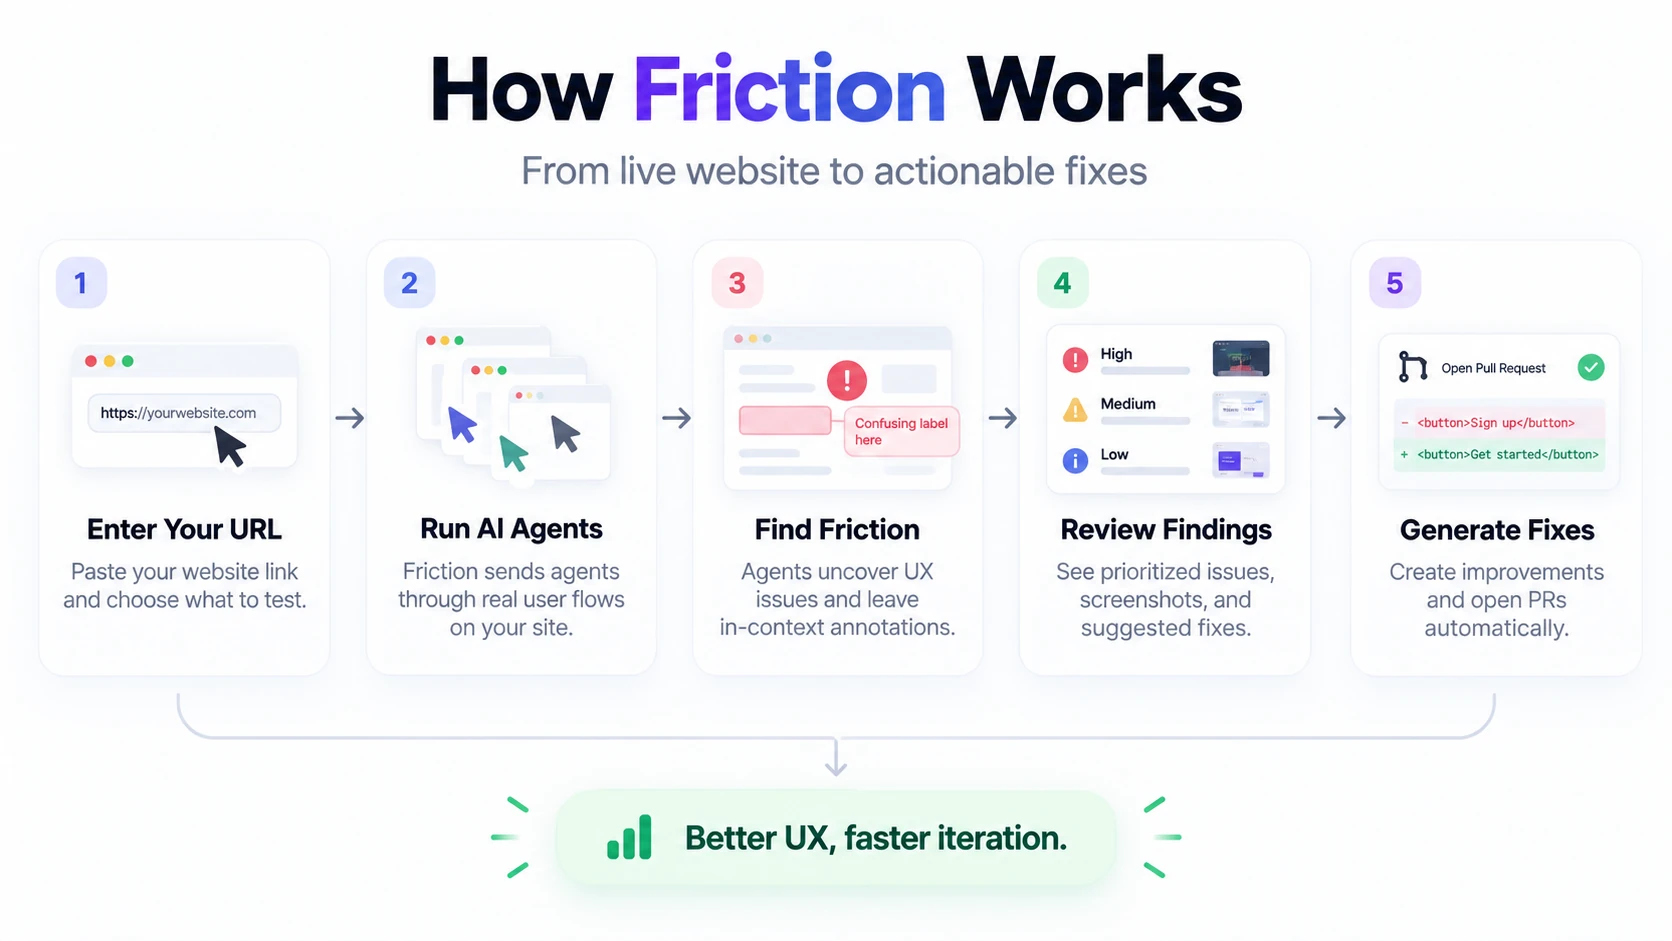 How Friction Works
From live website to actionable fixes
1
https://yourwebsite.com
Enter Your URL
Paste your website link
and choose what to test.
2
Run AI Agents
Friction sends agents
through real user flows
on your site.
3
!
Confusing label
here
Find Friction
Agents uncover UX
issues and leave
in-context annotations.
4
! High
! Medium
i Low
Review Findings
See prioritized issues,
screenshots, and
suggested fixes.
5
Open Pull Request
- <button>Sign up</button>
+ <button>Get started</button>
Generate Fixes
Create improvements
and open PRs
automatically.
Better UX, faster iteration.